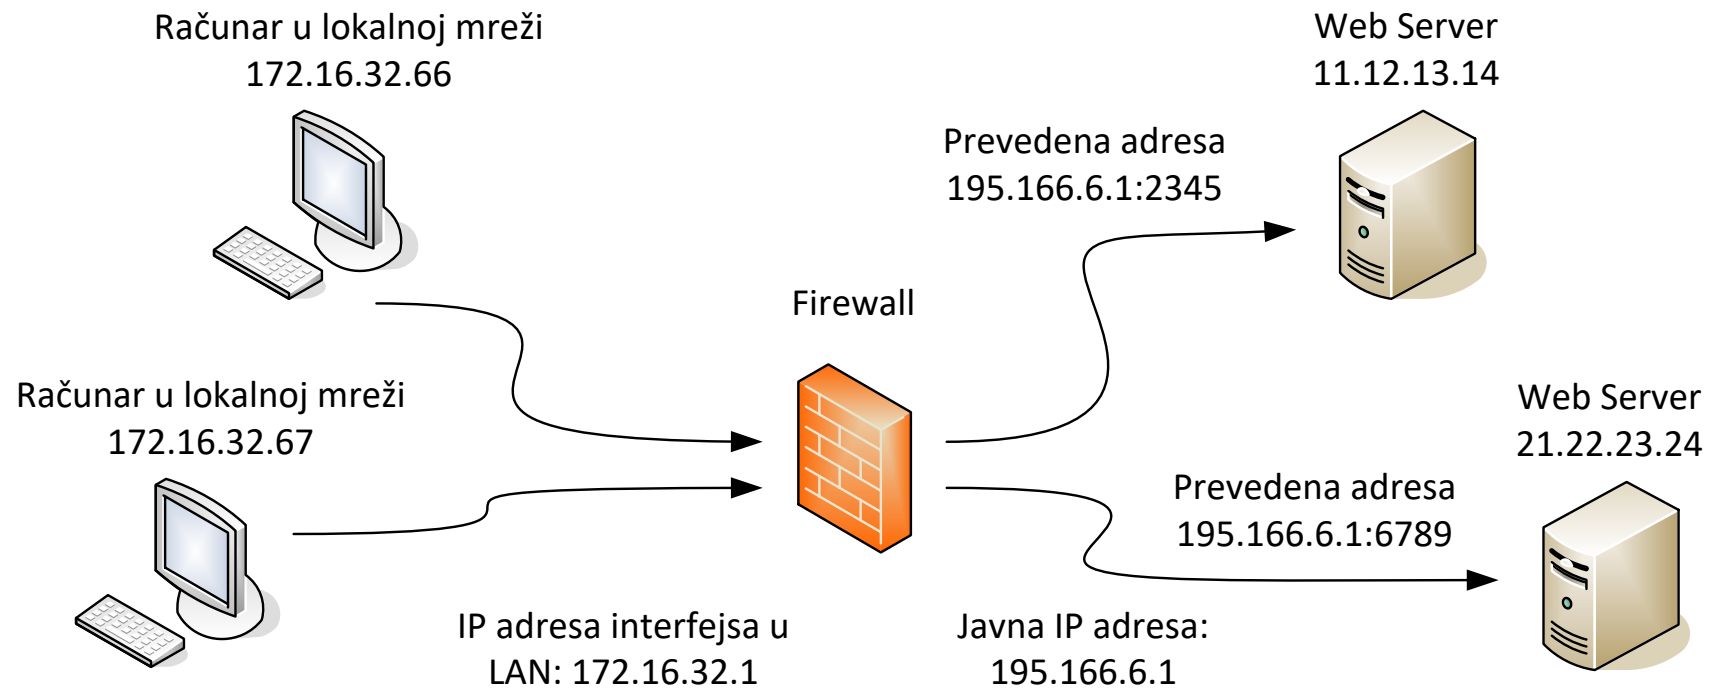 Računar u lokalnoj mreži
172.16.32.66
Web Server
11.12.13.14
Prevedena adresa
195.166.6.1:2345
Firewall
Računar u lokalnoj mreži
172.16.32.67
Web Server
21.22.23.24
Prevedena adresa
195.166.6.1:6789
IP adresa interfejsa u
LAN: 172.16.32.1
Javna IP adresa:
195.166.6.1